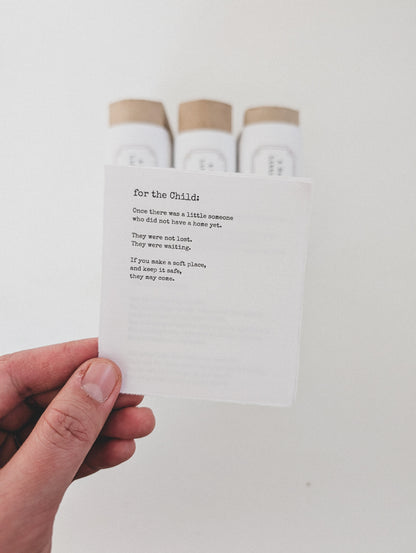 for the Child:
Once there was a little someone
who did not have a home yet.
They were not lost.
They were waiting.
If you make a soft place,
and keep it safe,
they may come.